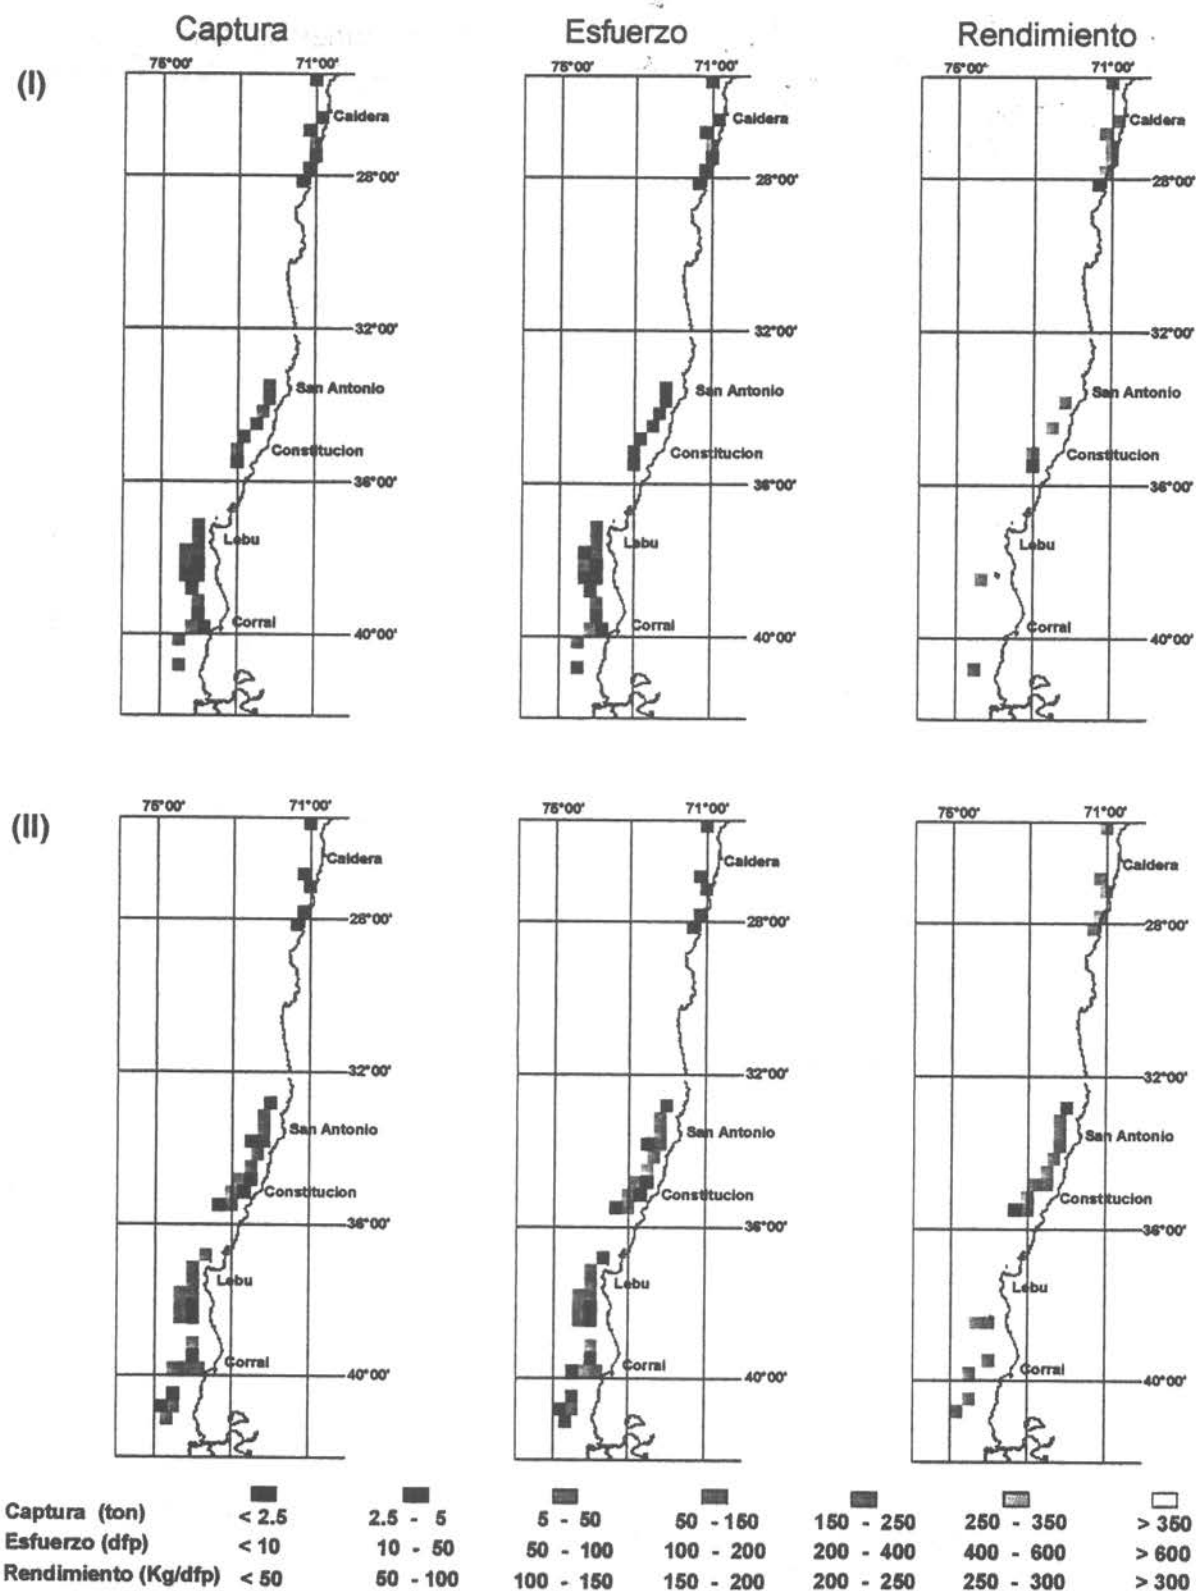 Captura Esfuerzo Rendimiento
(I)
75°00' 71°00' 75°00' 71°00' 75°00' 71°00'
Caldera Caldera Caldera
28°00' 28°00' 28°00'
32°00' 32°00' 32°00'
San Antonio San Antonio San Antonio
Constitucion Constitucion Constitucion
36°00' 36°00' 36°00'
Lebu Lebu Lebu
Corral Corral Corral
40°00' 40°00' 40°00'
(II)
75°00' 71°00' 75°00' 71°00' 75°00' 71°00'
Caldera Caldera Caldera
28°00' 28°00' 28°00'
32°00' 32°00' 32°00'
San Antonio San Antonio San Antonio
Constitucion Constitucion Constitucion
36°00' 36°00' 36°00'
Lebu Lebu Lebu
Corral Corral Corral
40°00' 40°00' 40°00'
Captura (ton) < 2.5 2.5 - 5 5 - 50 50 - 150 150 - 250 250 - 350 > 350
Esfuerzo (dfp) < 10 10 - 50 50 - 100 100 - 200 200 - 400 400 - 600 > 600
Rendimiento (Kg/dfp) < 50 50 - 100 100 - 150 150 - 200 200 - 250 250 - 300 > 300